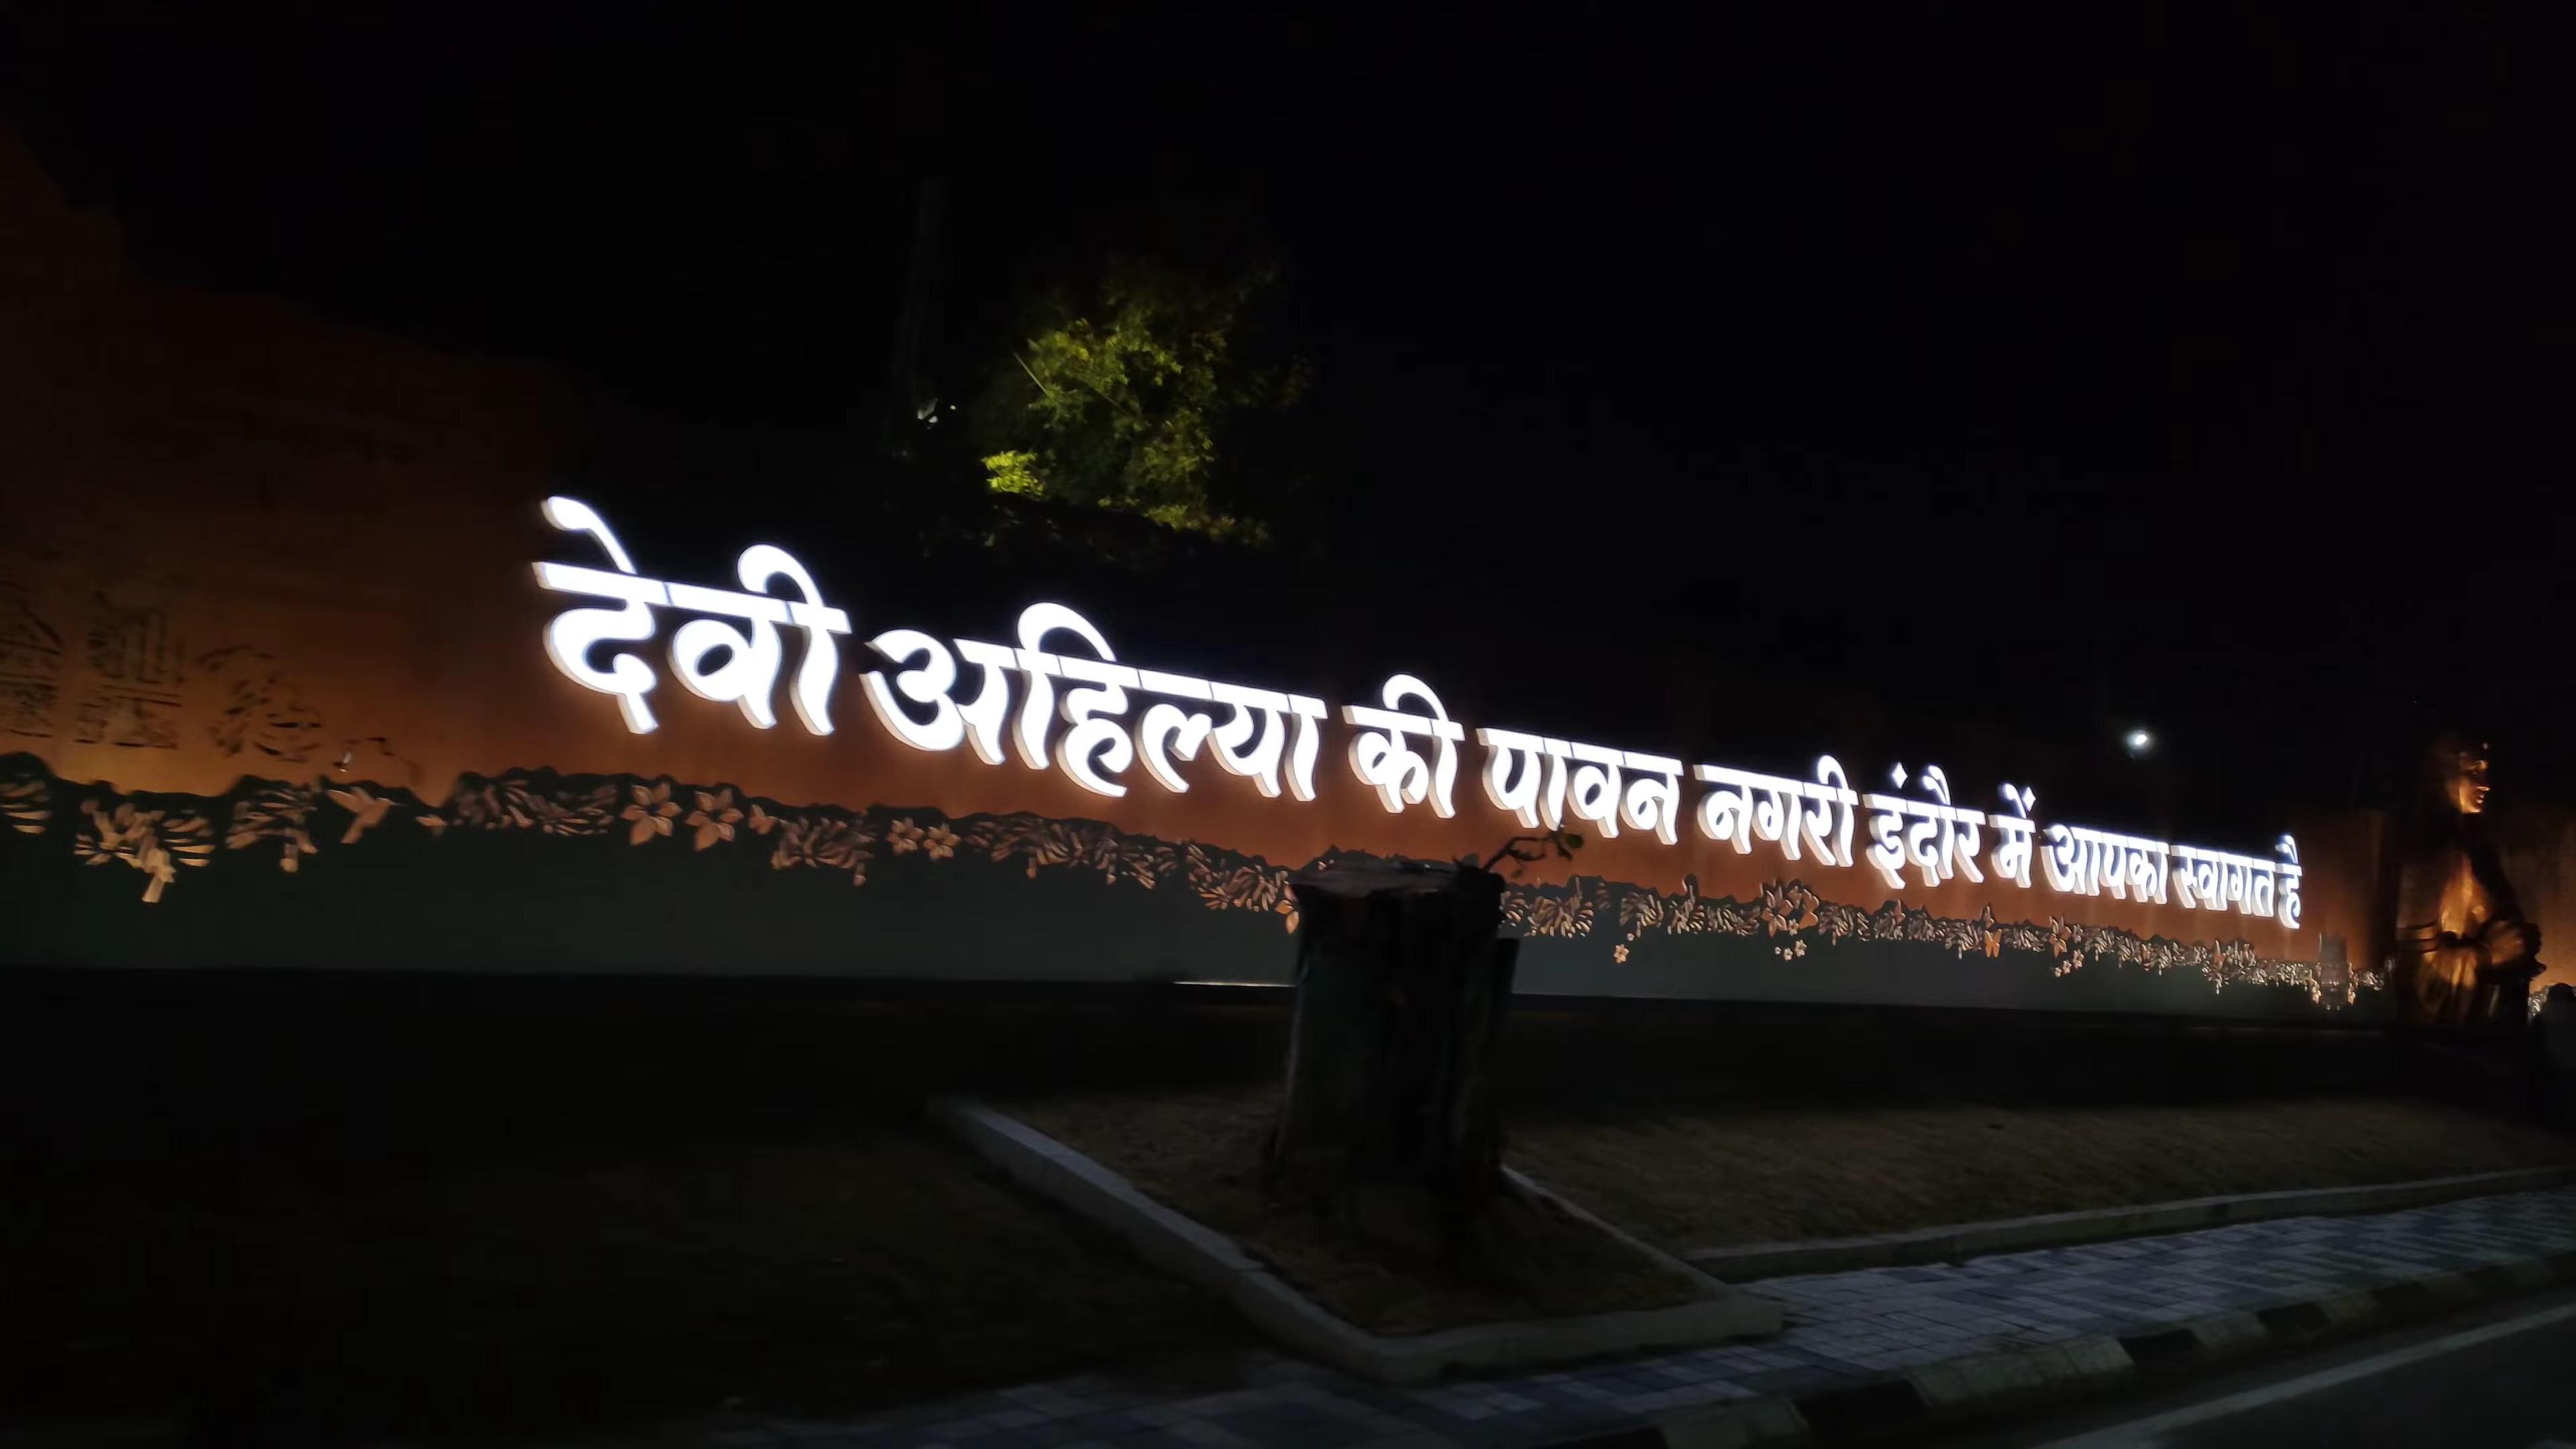 देवी अहिल्या की पावन नगरी इंदौर में आपका स्वागत है